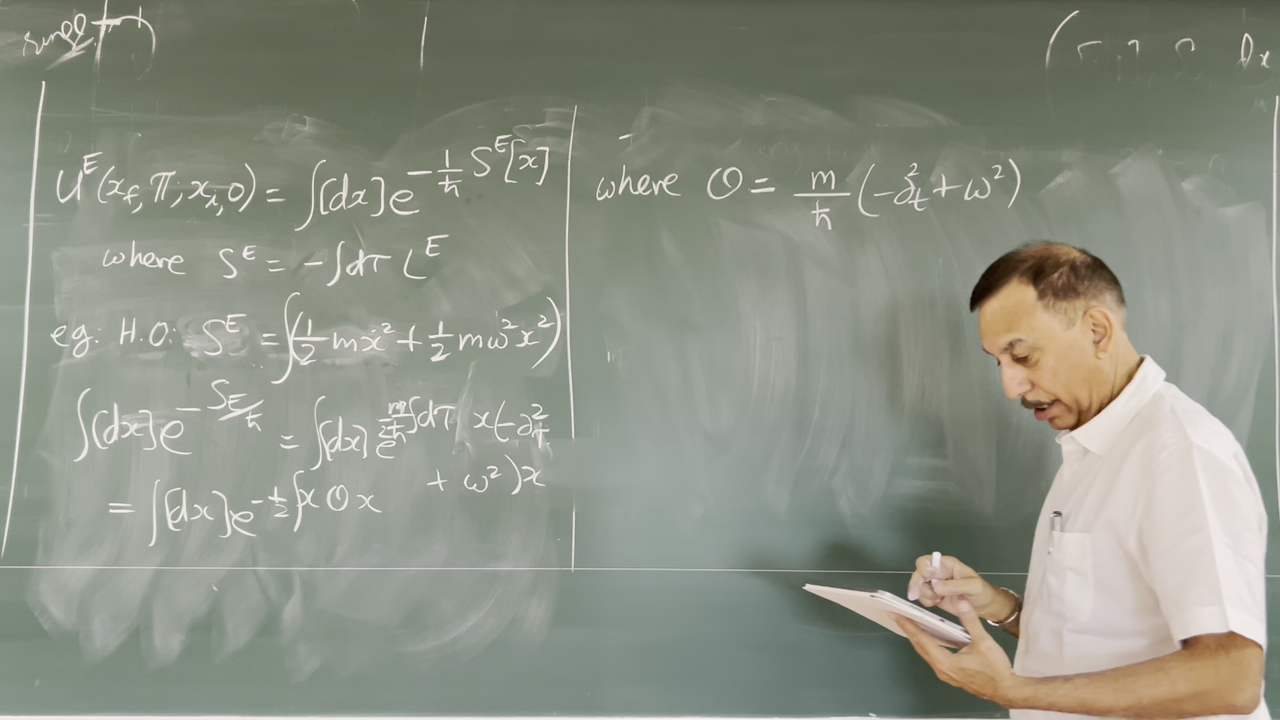 U^E(x_f, π; x_i, 0) = ∫[dx] e^{-1/ħ S^E[x]}
where S^E = -∫dτ L^E
eg: H.O: S^E = ∫(1/2 mẋ² + 1/2 mω²x²)
∫[dx] e^{-S_E/ħ} = ∫[dx] e^{-m/2ħ ∫dτ x(-∂_τ²
+ ω²)x
= ∫[dx] e^{-1/2 ∫x O x}
where O = m/ħ (-∂_t² + ω²)